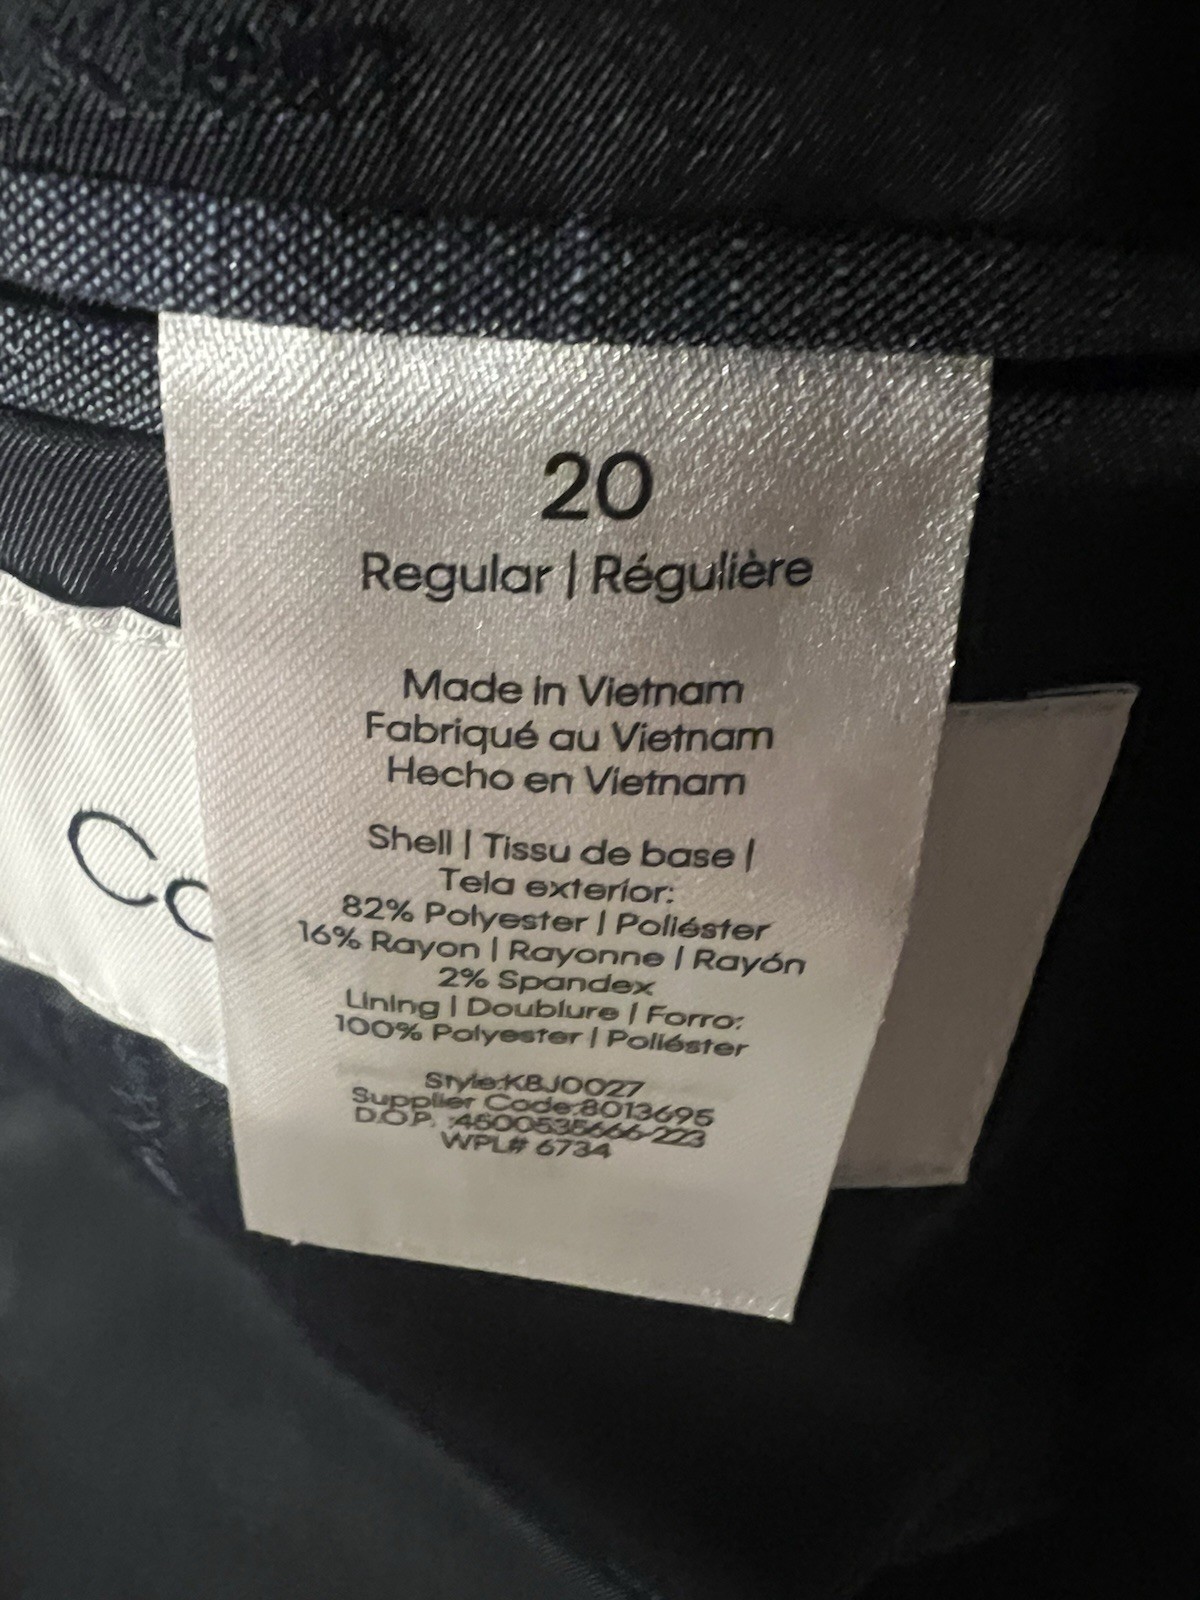 20
Regular | Régulière
Made in Vietnam
Fabriqué au Vietnam
Hecho en Vietnam
Shell | Tissu de base |
Tela exterior:
82% Polyester | Poliéster
16% Rayon | Rayonne | Rayón
2% Spandex
Lining | Doublure | Forro:
100% Polyester | Poliéster
Style:KBJ0027
Supplier Code:8013695
D.O.P. :4500535666-223
WPL# 6734
Co